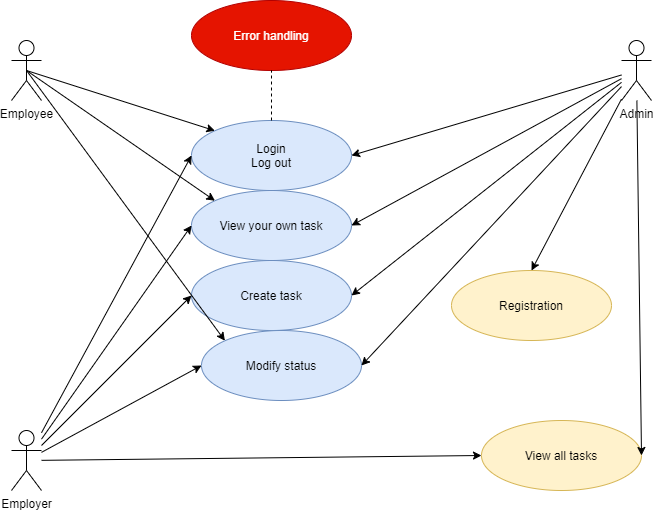 Error handling
Employee
Admin
Login
Log out
View your own task
Create task
Registration
Modify status
View all tasks
Employer